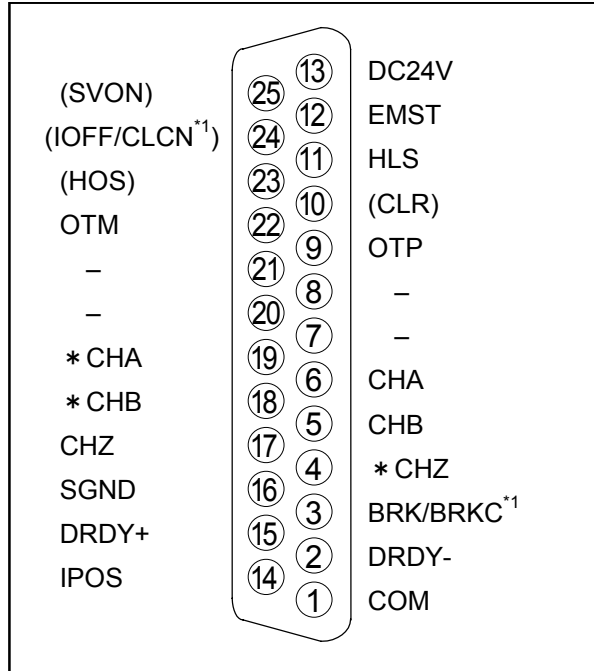 (SVON)
(IOFF/CLCN*1)
(HOS)
OTM
–
–
＊CHA
＊CHB
CHZ
SGND
DRDY+
IPOS
25
24
23
22
21
20
19
18
17
16
15
14
13
12
11
10
9
8
7
6
5
4
3
2
1
DC24V
EMST
HLS
(CLR)
OTP
–
–
CHA
CHB
＊CHZ
BRK/BRKC*1
DRDY-
COM